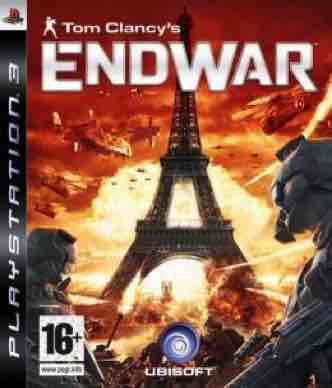 PLAYSTATION 3
Tom Clancy's
ENDWAR
16+
www.pegi.info
UBISOFT